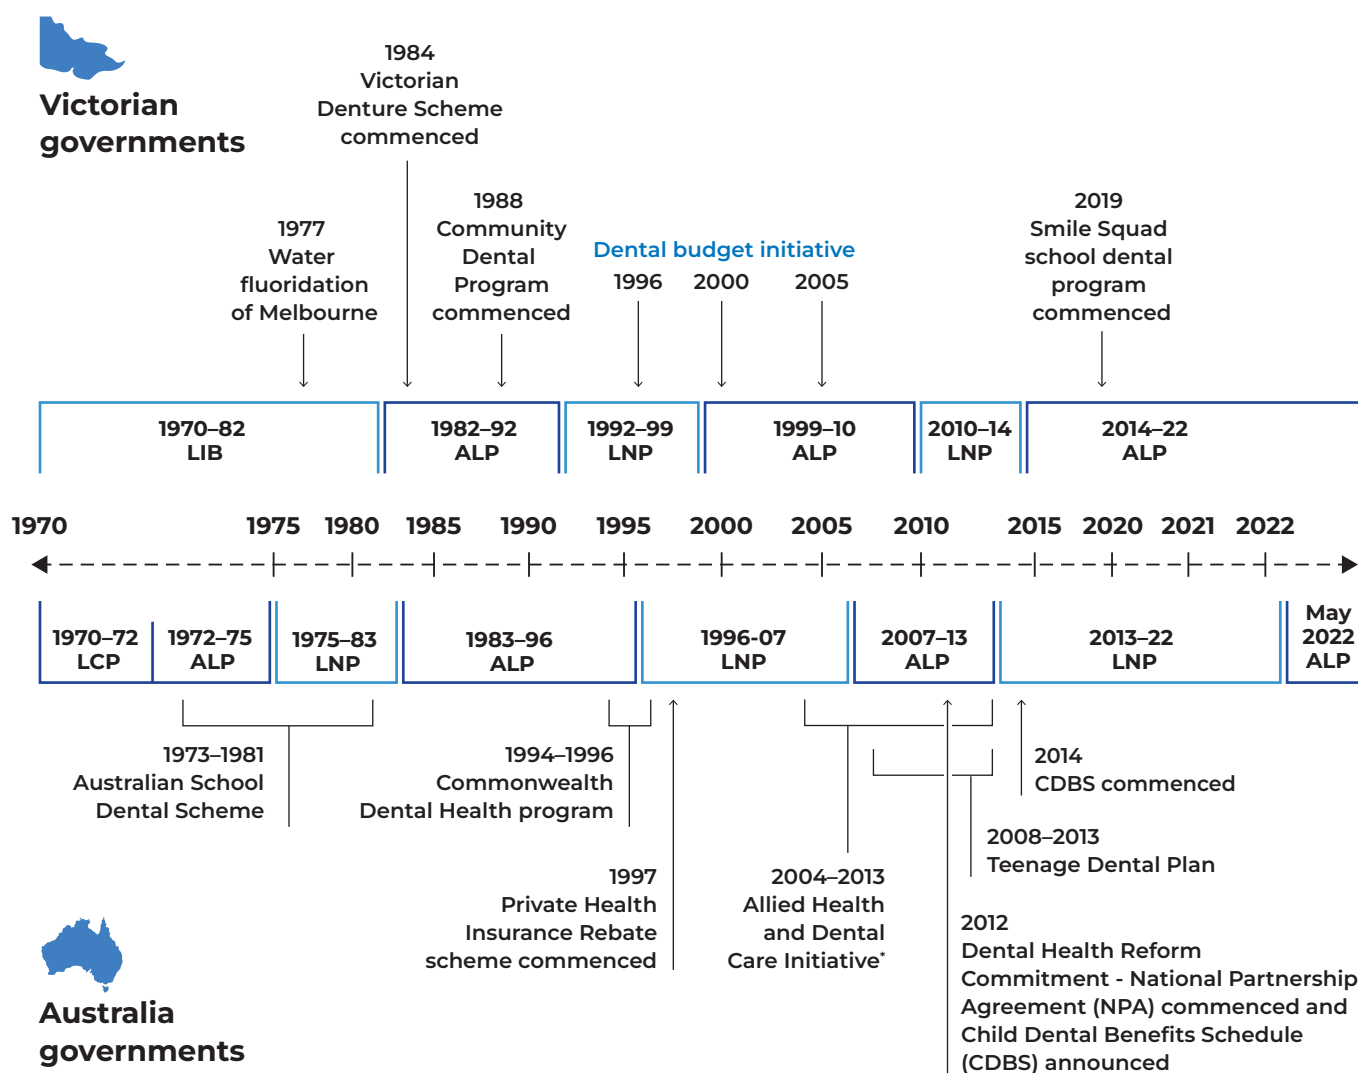 Victorian
governments
1984
Victorian
Denture Scheme
commenced
1977
Water
fluoridation
of Melbourne
1988
Community
Dental
Program
commenced
Dental budget initiative
1996
2000
2005
2019
Smile Squad
school dental
program
commenced
1970–82
LIB
1982–92
ALP
1992–99
LNP
1999–10
ALP
2010–14
LNP
2014–22
ALP
1970
1975
1980
1985
1990
1995
2000
2005
2010
2015
2020
2021
2022
1970–72
LCP
1972–75
ALP
1975–83
LNP
1983–96
ALP
1996-07
LNP
2007–13
ALP
2013–22
LNP
May
2022
ALP
1973–1981
Australian School
Dental Scheme
1994–1996
Commonwealth
Dental Health program
1997
Private Health
Insurance Rebate
scheme commenced
2004–2013
Allied Health
and Dental
Care Initiative*
2014
CDBS commenced
2008–2013
Teenage Dental Plan
2012
Dental Health Reform
Commitment - National Partnership
Agreement (NPA) commenced and
Child Dental Benefits Schedule
(CDBS) announced
Australia
governments